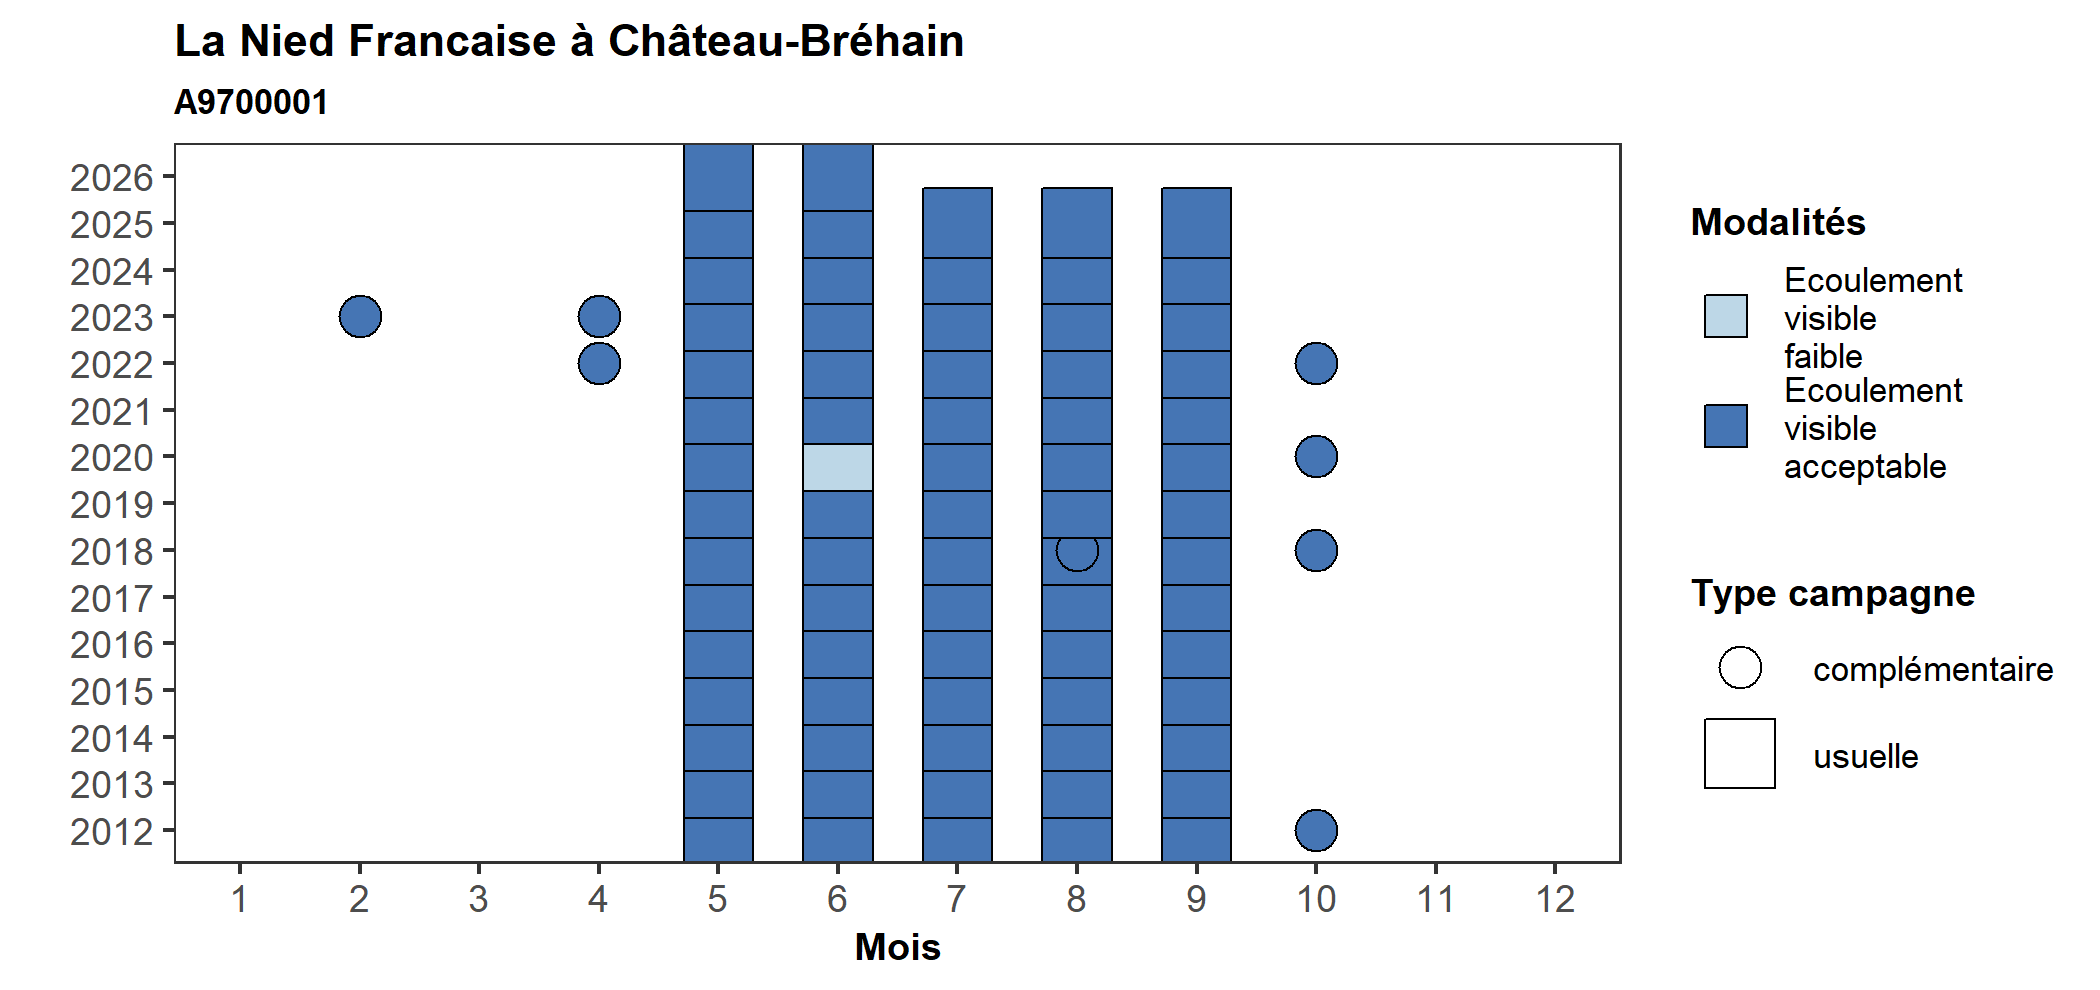 La Nied Francaise à Château-Bréhain
A9700001
2026
2025
2024
2023
2022
2021
2020
2019
2018
2017
2016
2015
2014
2013
2012
1 2 3 4 5 6 7 8 9 10 11 12
Mois
Modalités
Ecoulement
visible
faible
Ecoulement
visible
acceptable
Type campagne
complémentaire
usuelle